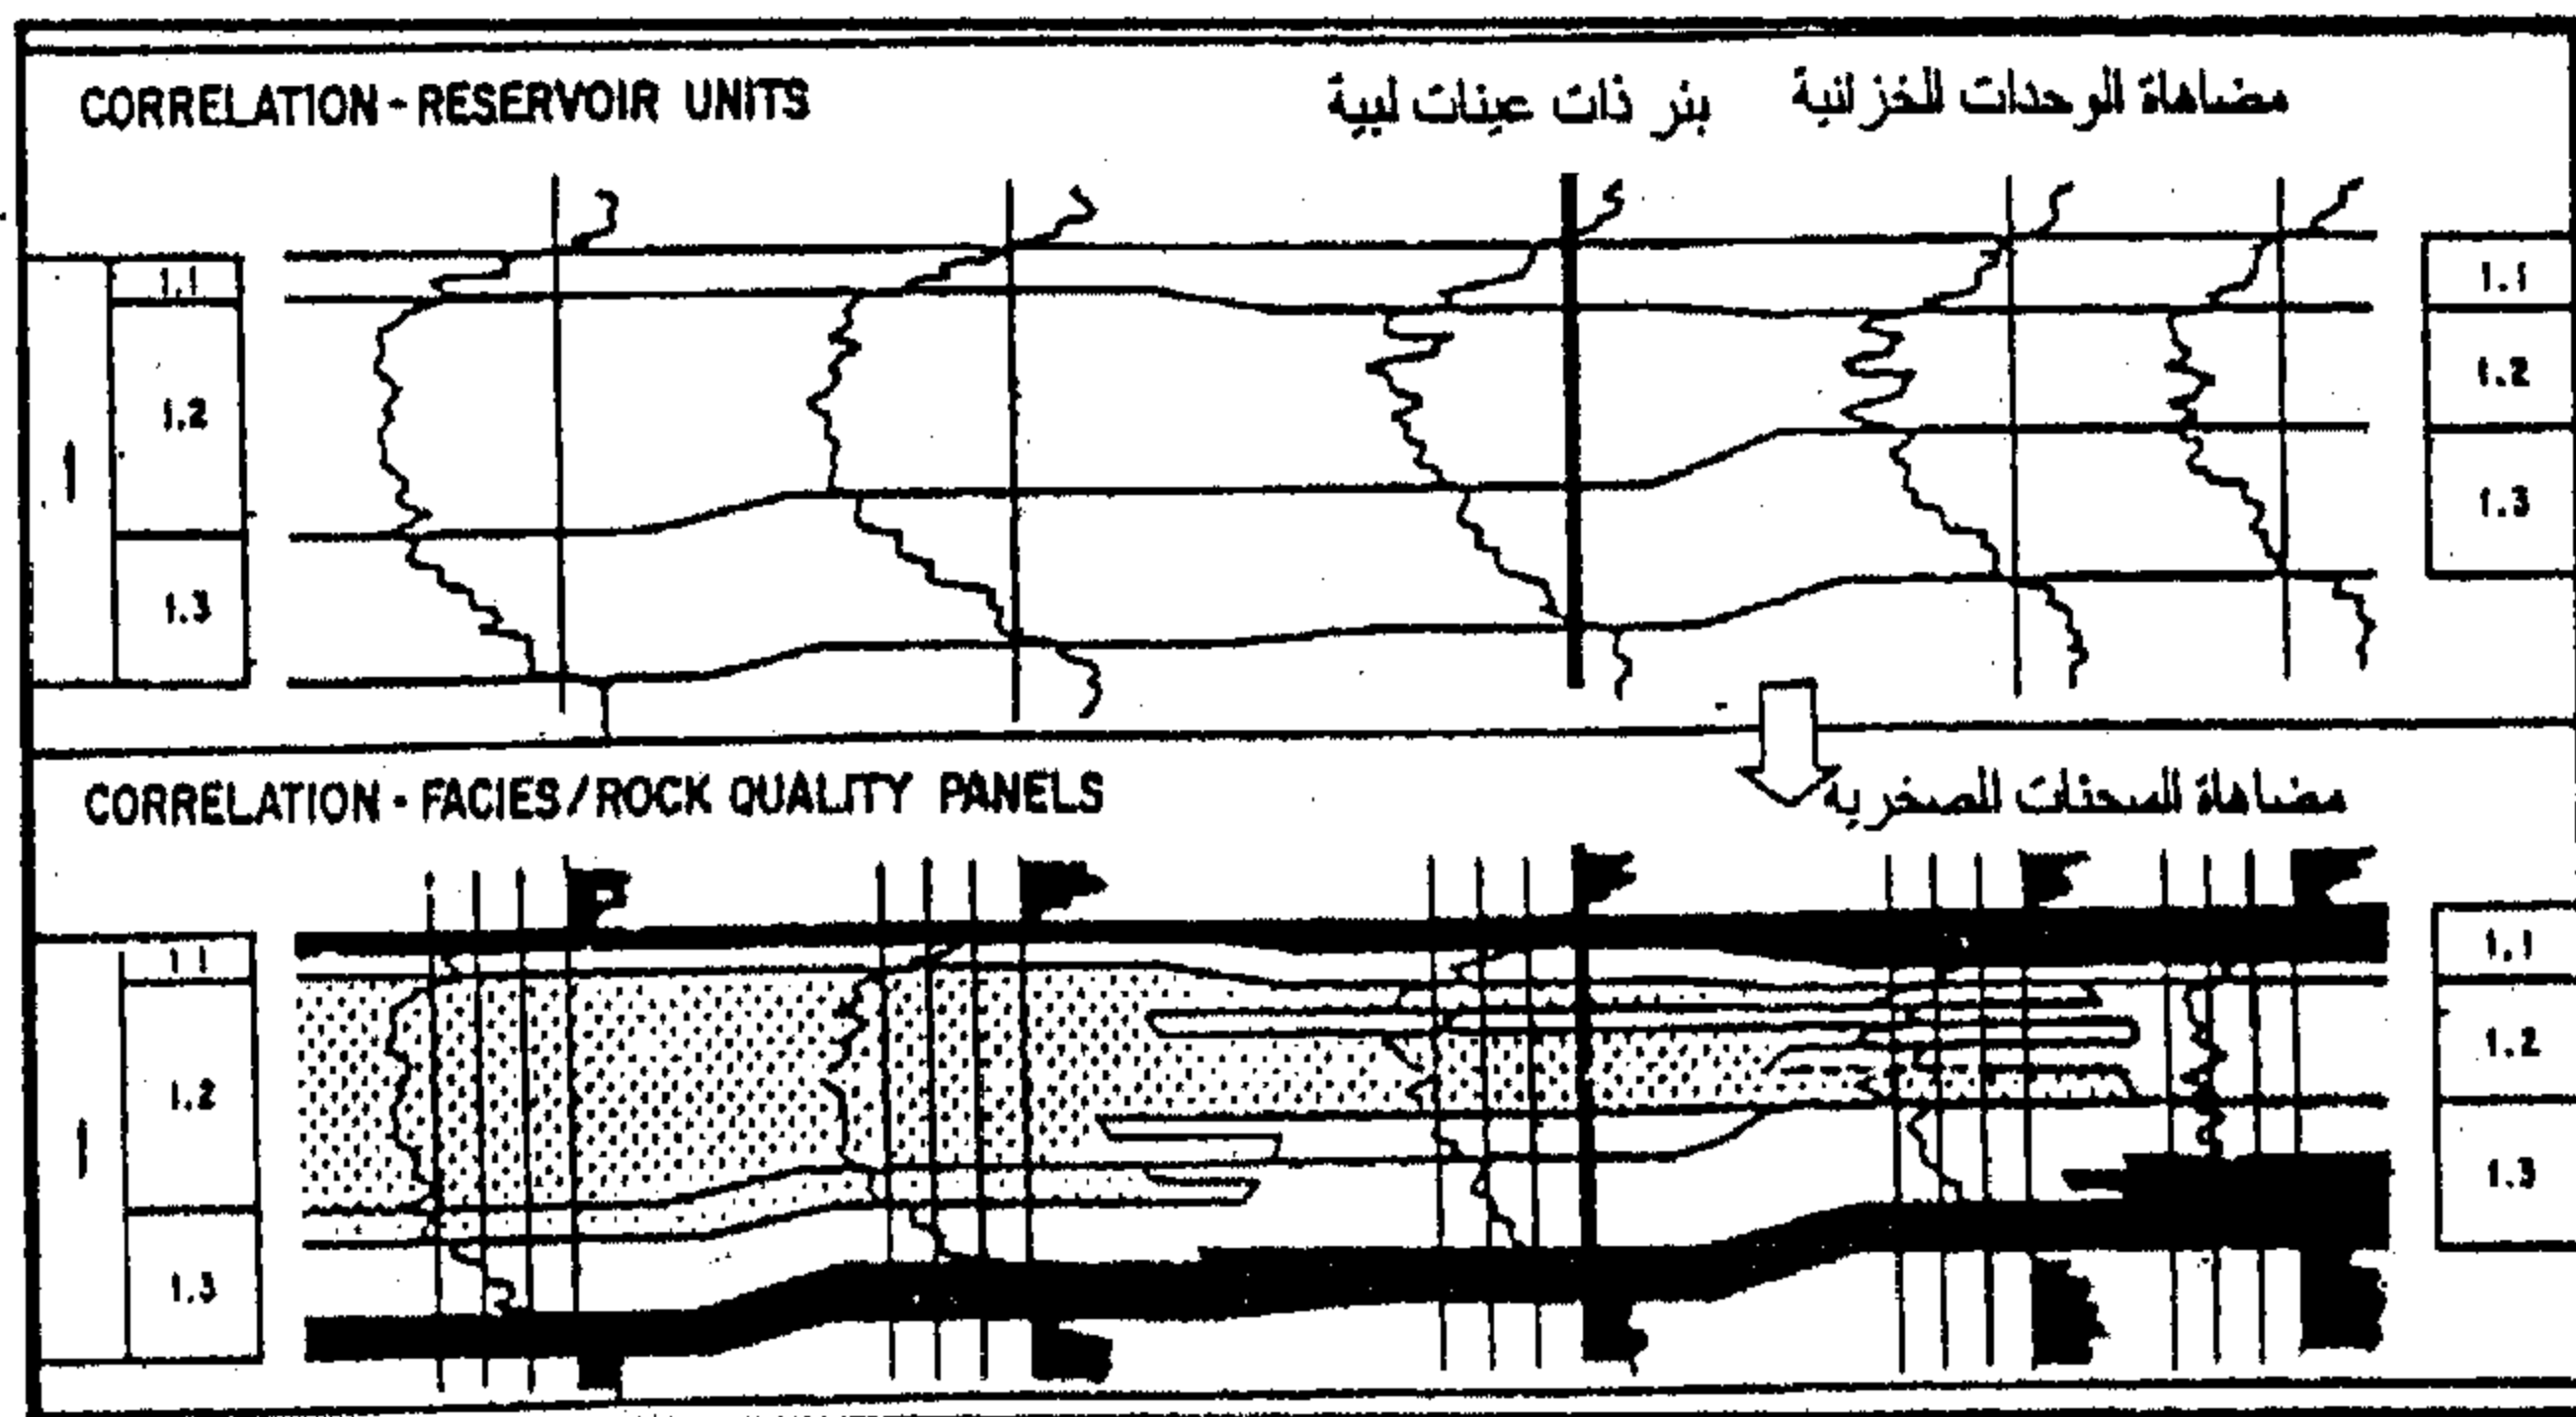 CORRELATION - RESERVOIR UNITS
مضاهاة الوحدات الخزانية
بئر ذات عينات لبية
1.1
1.2
1
1.3
1.1
1.2
1.3
CORRELATION - FACIES/ROCK QUALITY PANELS
مضاهاة السحنات الصخرية
1.1
1.2
1
1.3
1.1
1.2
1.3